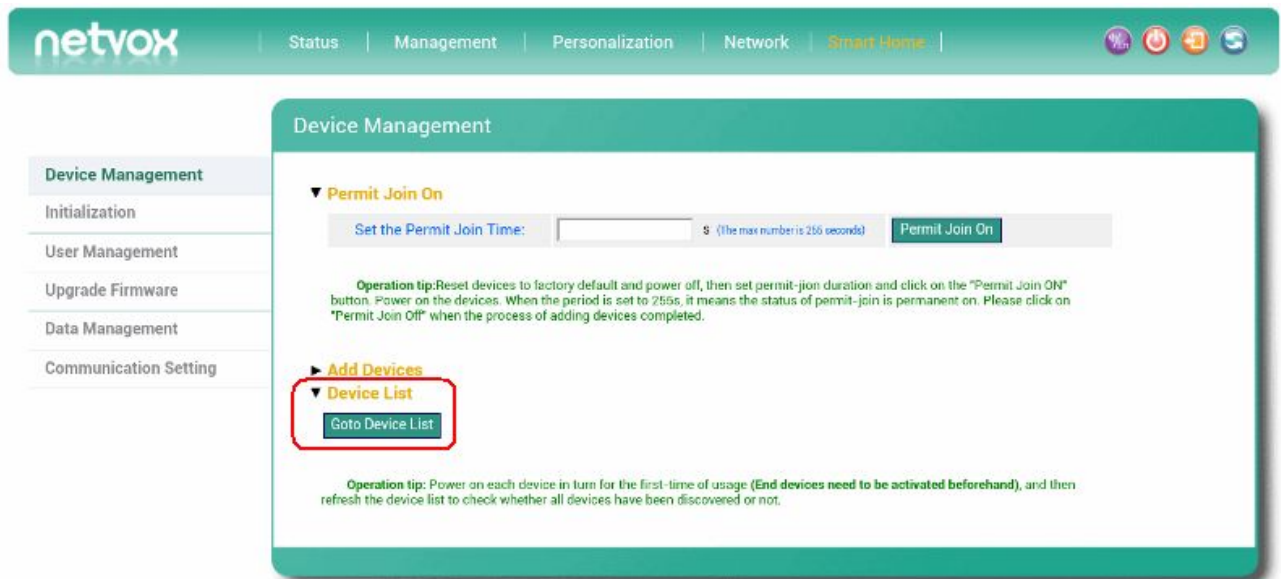 netvox
Status | Management | Personalization | Network | Smart Home |
Device Management
Device Management
Initialization
User Management
Upgrade Firmware
Data Management
Communication Setting
▼ Permit Join On
Set the Permit Join Time: S (The max number is 255 seconds) Permit Join On
Operation tip:Reset devices to factory default and power off, then set permit-jion duration and click on the "Permit Join ON"
button. Power on the devices. When the period is set to 255s, it means the status of permit-join is permanent on. Please click on
"Permit Join Off" when the process of adding devices completed.
► Add Devices
▼ Device List
Goto Device List
Operation tip: Power on each device in turn for the first-time of usage (End devices need to be activated beforehand), and then
refresh the device list to check whether all devices have been discovered or not.